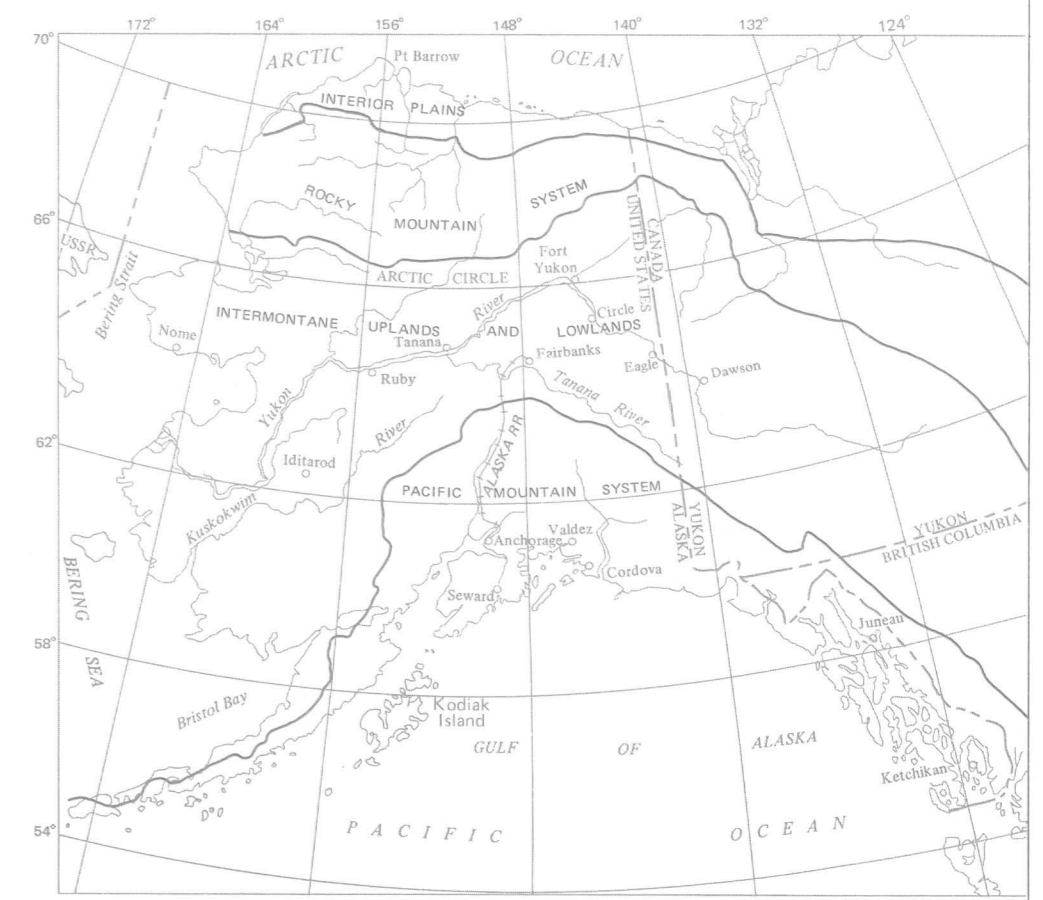 172° 164° 156° 148° 140° 132° 124°
70°
ARCTIC OCEAN
Pt Barrow
INTERIOR PLAINS
ROCKY MOUNTAIN SYSTEM
66°
USSR
Bering Strait
UNITED STATES
CANADA
ARCTIC CIRCLE
Fort
Yukon
River
Circle
INTERMONTANE UPLANDS AND LOWLANDS
Nome
Tanana
Fairbanks
Eagle
Dawson
Ruby
Tanana River
Yukon
River
ALASKA RR
62°
Iditarod
Kuskokwim
PACIFIC MOUNTAIN SYSTEM
YUKON
ALASKA
YUKON
BRITISH COLUMBIA
Anchorage
Valdez
Cordova
Seward
BERING
SEA
Juneau
58°
Bristol Bay
Kodiak
Island
GULF OF ALASKA
Ketchikan
54°
PACIFIC OCEAN